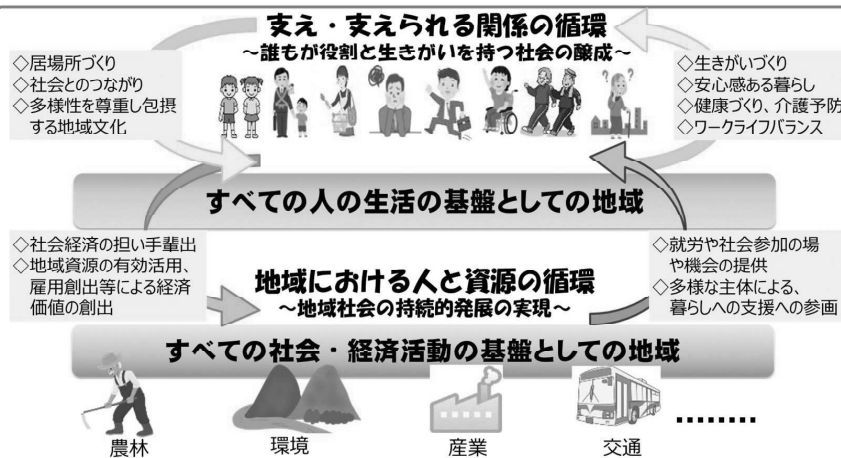 支え・支えられる関係の循環
～誰もが役割と生きがいを持つ社会の醸成～
◇居場所づくり
◇社会とのつながり
◇多様性を尊重し包摂
する地域文化
◇生きがいづくり
◇安心感ある暮らし
◇健康づくり、介護予防
◇ワークライフバランス
すべての人の生活の基盤としての地域
◇社会経済の担い手輩出
◇地域資源の有効活用、
雇用創出等による経済
価値の創出
地域における人と資源の循環
～地域社会の持続的発展の実現～
◇就労や社会参加の場
や機会の提供
◇多様な主体による、
暮らしへの支援への参画
すべての社会・経済活動の基盤としての地域
農林
環境
産業
交通
………